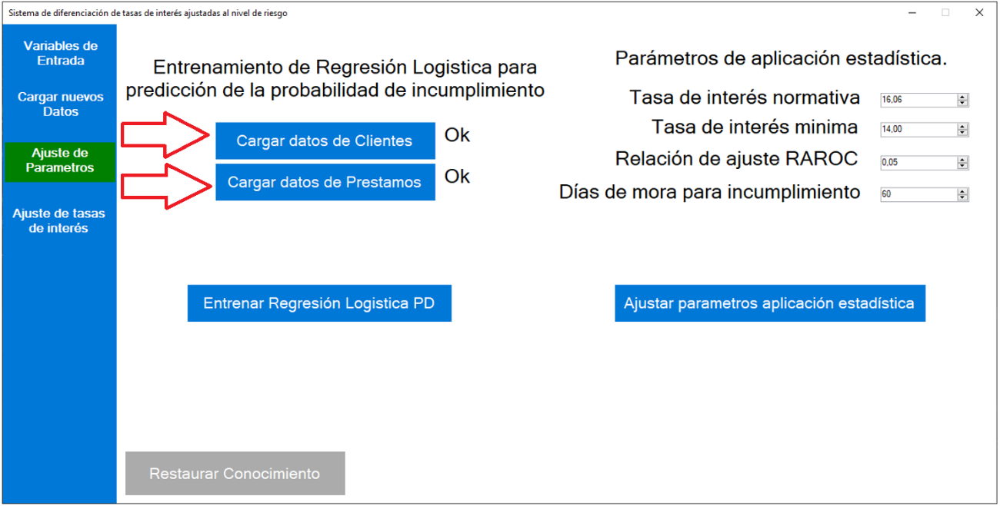 Sistema de diferenciación de tasas de interés ajustadas al nivel de riesgo
Variables de
Entrada
Cargar nuevos
Datos
Ajuste de
Parametros
Ajuste de tasas
de interés
Entrenamiento de Regresión Logistica para
predicción de la probabilidad de incumplimiento
Cargar datos de Clientes
Ok
Cargar datos de Prestamos
Ok
Entrenar Regresión Logistica PD
Restaurar Conocimiento
Parámetros de aplicación estadística.
Tasa de interés normativa
16,06
Tasa de interés minima
14,00
Relación de ajuste RAROC
0,05
Días de mora para incumplimiento
60
Ajustar parametros aplicación estadística